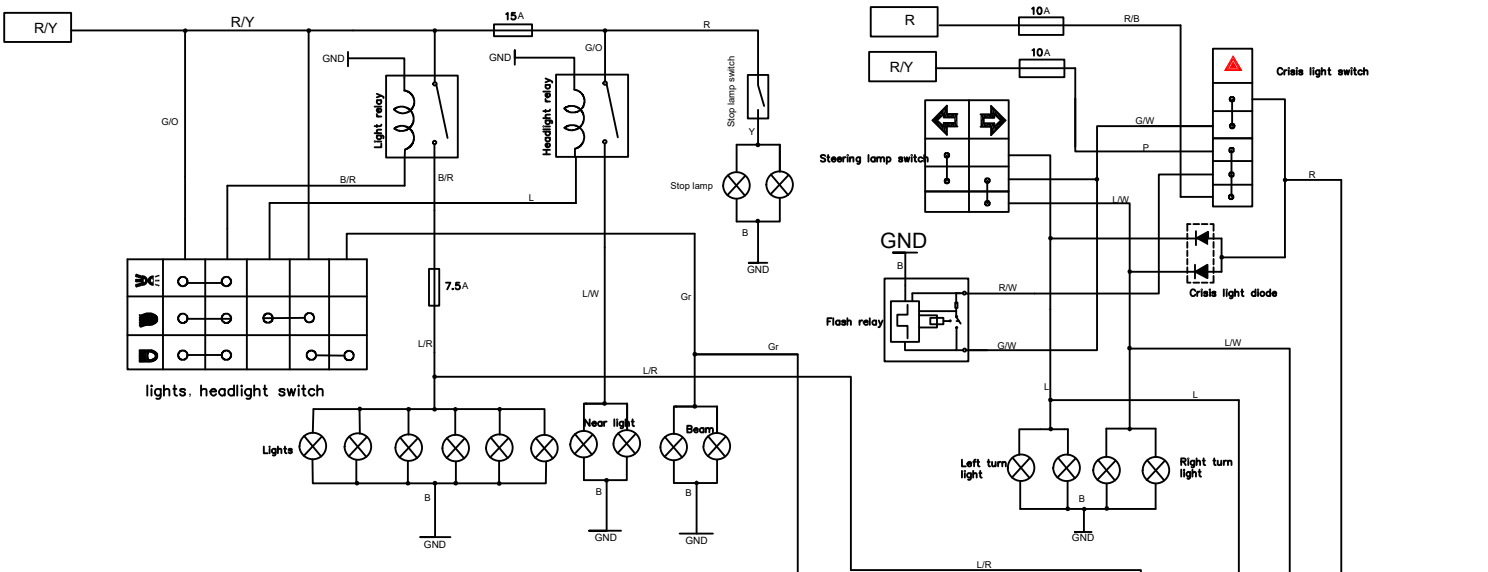 R/Y
R/Y
15A
R
G/O
GND
GND
Light relay
Headlight relay
Stop lamp switch
G/O
Y
B/R
B/R
L
Stop lamp
B
GND
7.5A
L/W
Gr
L/R
Gr
L/R
lights, headlight switch
Lights
Near light
Beam
B
B
B
GND
GND
GND
R
10A
R/B
R/Y
10A
Crisis light switch
G/W
P
Steering lamp switch
R
L/W
GND
B
R/W
Crisis light diode
Flash relay
G/W
L/W
L
L
Left turn
light
Right turn
light
B
GND
L/R